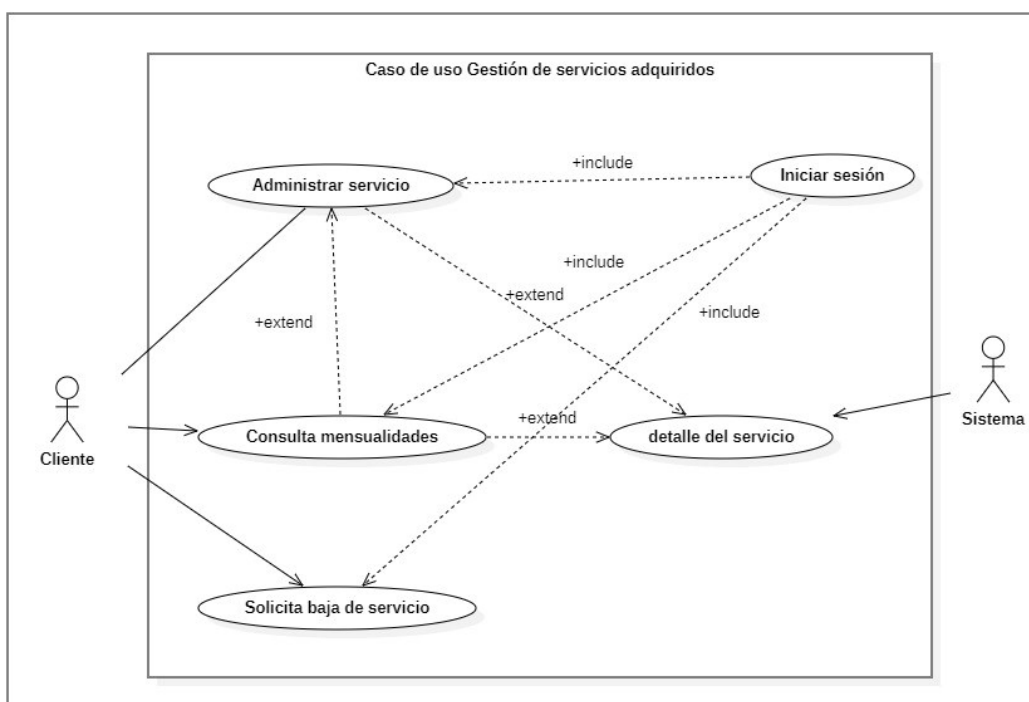 Caso de uso Gestión de servicios adquiridos
+include
Administrar servicio
Iniciar sesión
+include
+extend
+include
+extend
+extend
Consulta mensualidades
detalle del servicio
Sistema
Cliente
Solicita baja de servicio